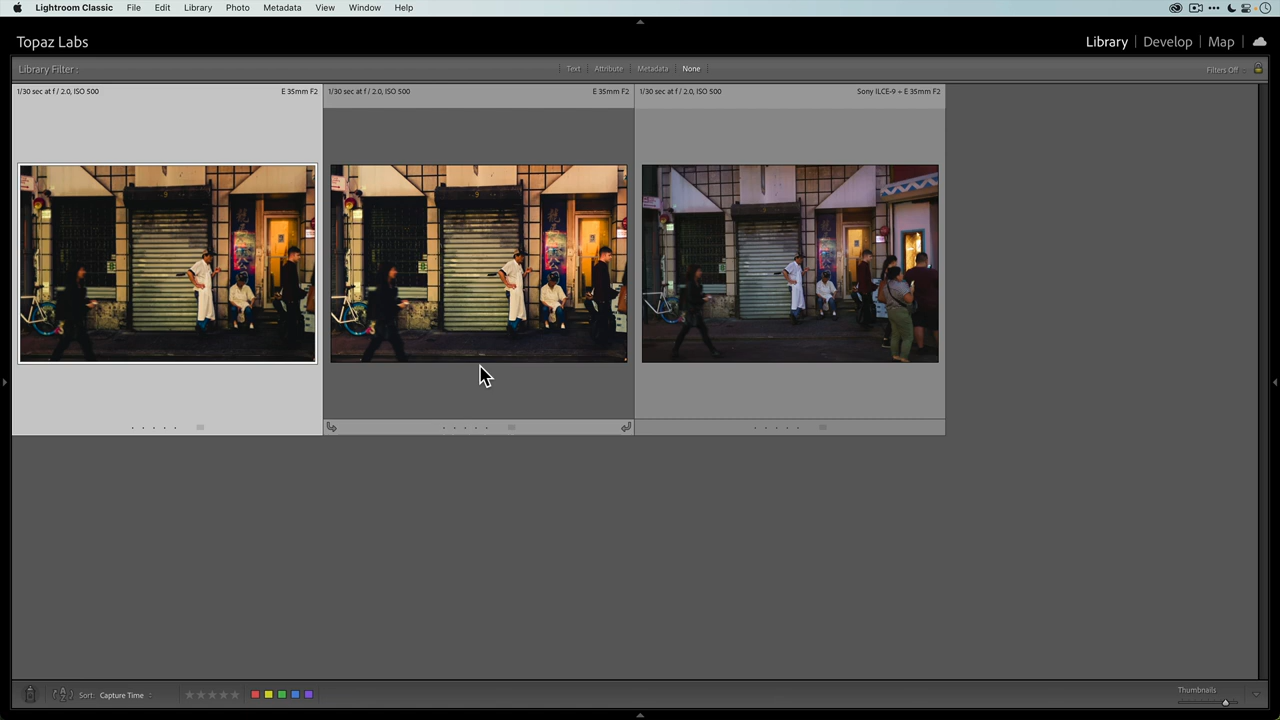 Lightroom Classic File Edit Library Photo Metadata View Window Help
Topaz Labs
Library | Develop | Map
Library Filter :
Text | Attribute | Metadata | None
Filters Off
1/30 sec at f / 2.0, ISO 500
E 35mm F2
1/30 sec at f / 2.0, ISO 500
E 35mm F2
1/30 sec at f / 2.0, ISO 500
Sony ILCE-9 + E 35mm F2
9
9
Sort: Capture Time
Thumbnails